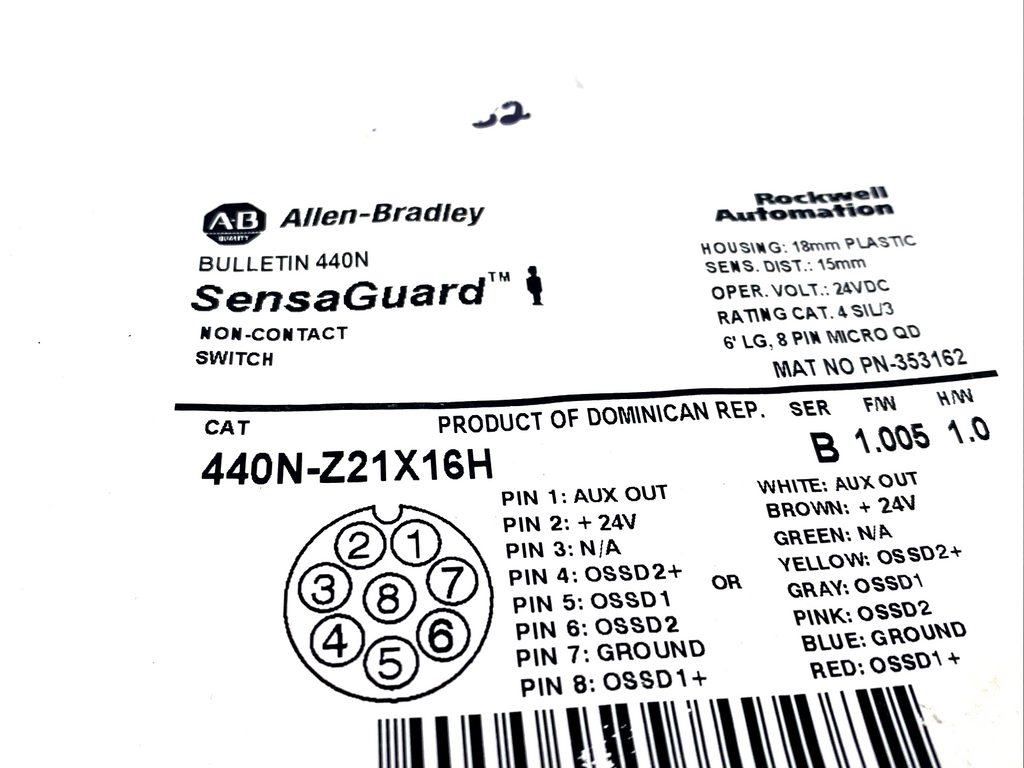 A-B
QUALITY
Allen-Bradley
Rockwell
Automation
BULLETIN 440N
SensaGuard™
NON-CONTACT
SWITCH
HOUSING: 18mm PLASTIC
SENS. DIST.: 15mm
OPER. VOLT.: 24VDC
RATING CAT. 4 SIL/3
6' LG, 8 PIN MICRO QD
MAT NO PN-353162
CAT
PRODUCT OF DOMINICAN REP.
SER F/W H/W
440N-Z21X16H
B 1.005 1.0
2 1
3 8 7
4 5 6
PIN 1: AUX OUT
PIN 2: + 24V
PIN 3: N/A
PIN 4: OSSD2+
PIN 5: OSSD1
PIN 6: OSSD2
PIN 7: GROUND
PIN 8: OSSD1+
OR
WHITE: AUX OUT
BROWN: + 24V
GREEN: N/A
YELLOW: OSSD2+
GRAY: OSSD1
PINK: OSSD2
BLUE: GROUND
RED: OSSD1+